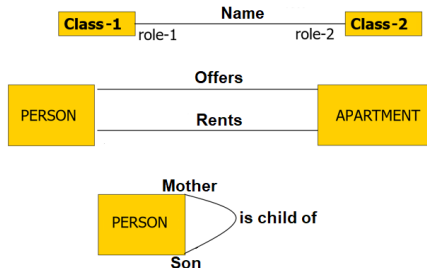 Name
Class-1
Class-2
role-1
role-2
Offers
PERSON
APARTMENT
Rents
Mother
PERSON
is child of
Son